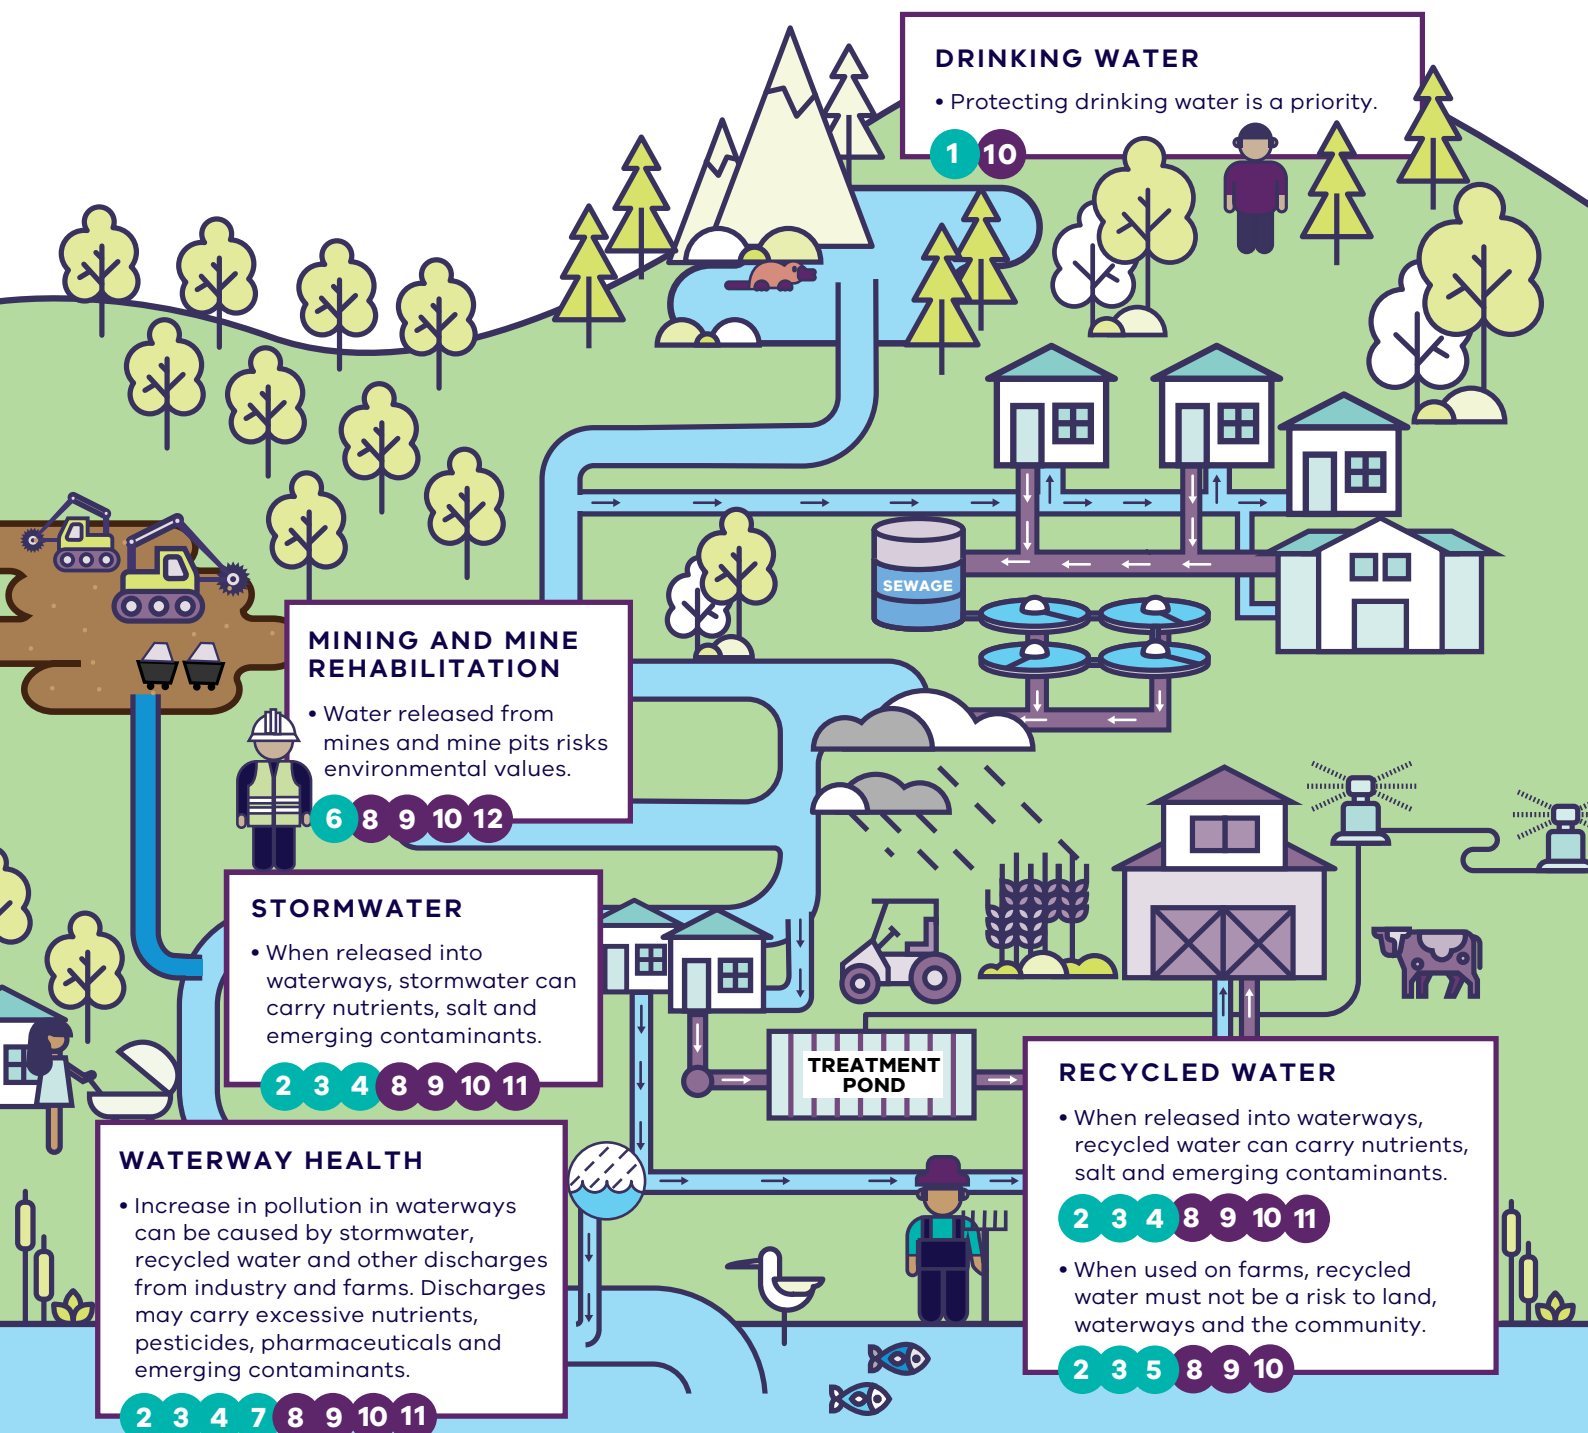 DRINKING WATER
• Protecting drinking water is a priority.
1 10
SEWAGE
MINING AND MINE
REHABILITATION
• Water released from
mines and mine pits risks
environmental values.
6 8 9 10 12
STORMWATER
• When released into
waterways, stormwater can
carry nutrients, salt and
emerging contaminants.
2 3 4 8 9 10 11
TREATMENT
POND
RECYCLED WATER
• When released into waterways,
recycled water can carry nutrients,
salt and emerging contaminants.
2 3 4 8 9 10 11
• When used on farms, recycled
water must not be a risk to land,
waterways and the community.
2 3 5 8 9 10
WATERWAY HEALTH
• Increase in pollution in waterways
can be caused by stormwater,
recycled water and other discharges
from industry and farms. Discharges
may carry excessive nutrients,
pesticides, pharmaceuticals and
emerging contaminants.
2 3 4 7 8 9 10 11